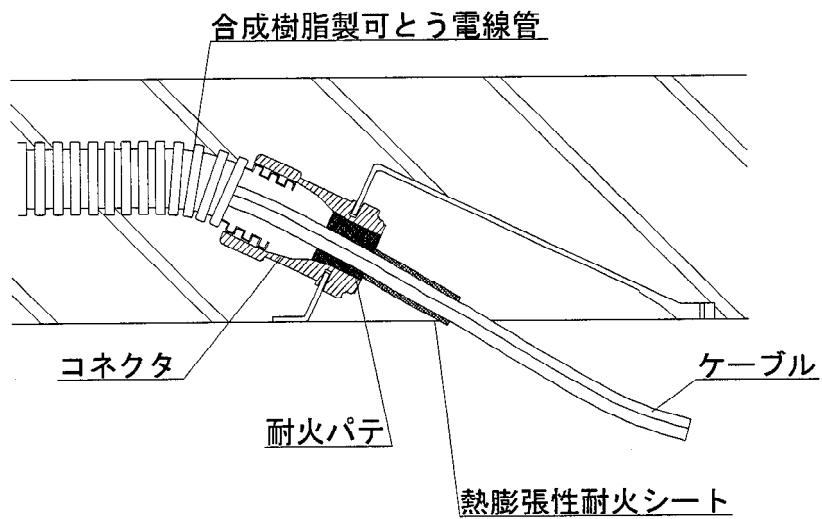 合成樹脂製可とう電線管
コネクタ
ケーブル
耐火パテ
熱膨張性耐火シート